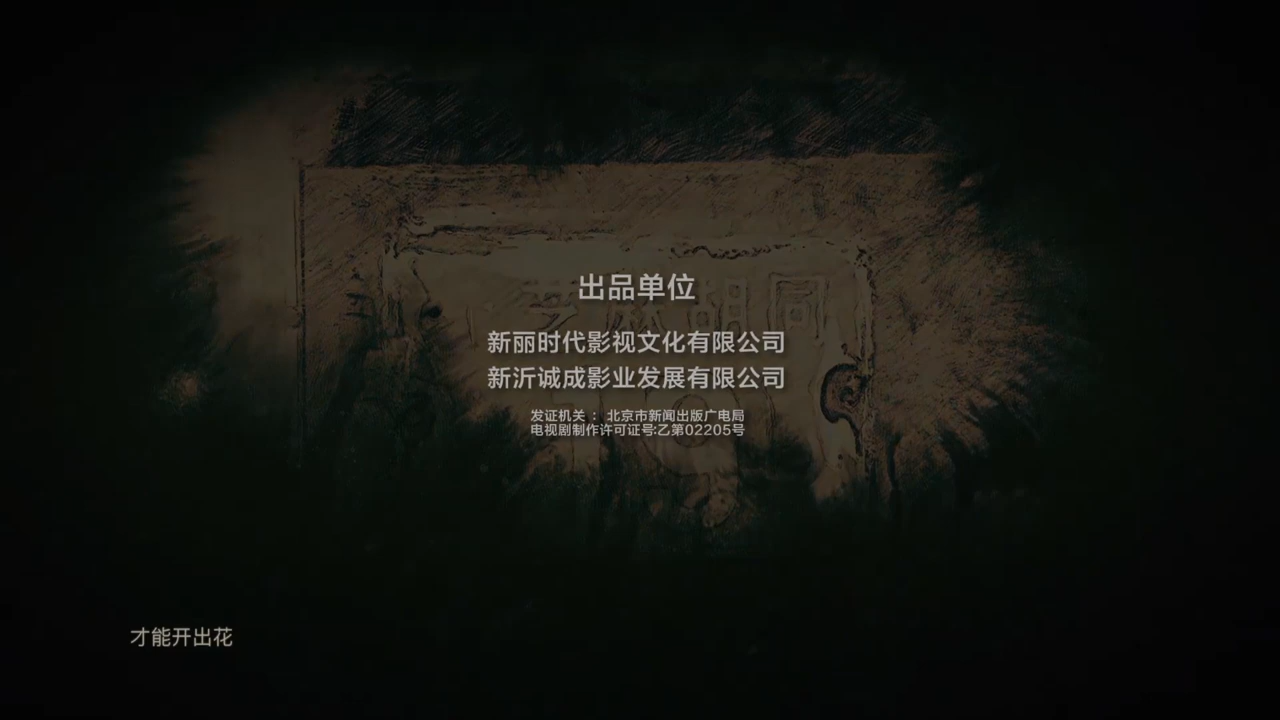 出品单位
新丽时代影视文化有限公司
新沂诚成影业发展有限公司
发证机关 ： 北京市新闻出版广电局
电视剧制作许可证号:乙第02205号
才能开出花